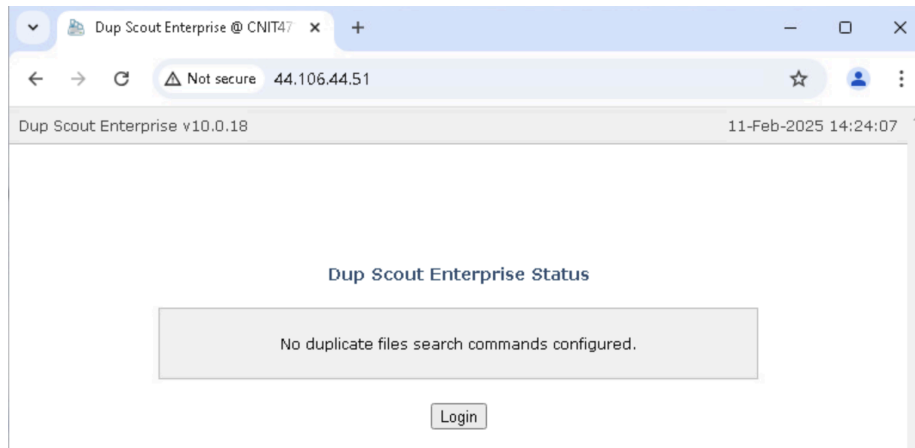 Dup Scout Enterprise @ CNIT47
Not secure 44.106.44.51
Dup Scout Enterprise v10.0.18 11-Feb-2025 14:24:07
Dup Scout Enterprise Status
No duplicate files search commands configured.
Login